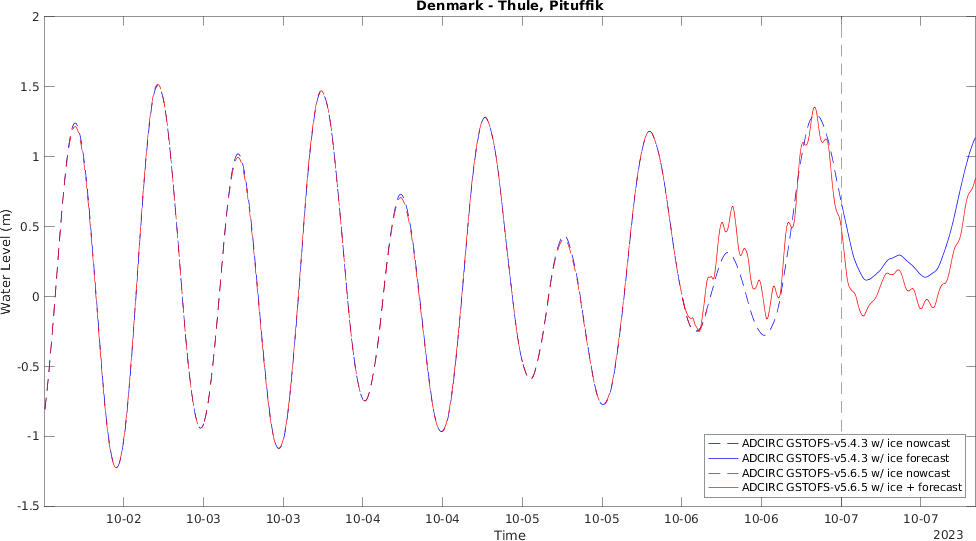 Denmark - Thule, Pituffik
2
1.5
1
0.5
0
-0.5
-1
-1.5
Water Level (m)
10-02
10-03
10-03
10-04
10-04
10-05
10-05
10-06
10-06
10-07
10-07
Time
2023
ADCIRC GSTOFS-v5.4.3 w/ ice nowcast
ADCIRC GSTOFS-v5.4.3 w/ ice forecast
ADCIRC GSTOFS-v5.6.5 w/ ice nowcast
ADCIRC GSTOFS-v5.6.5 w/ ice + forecast